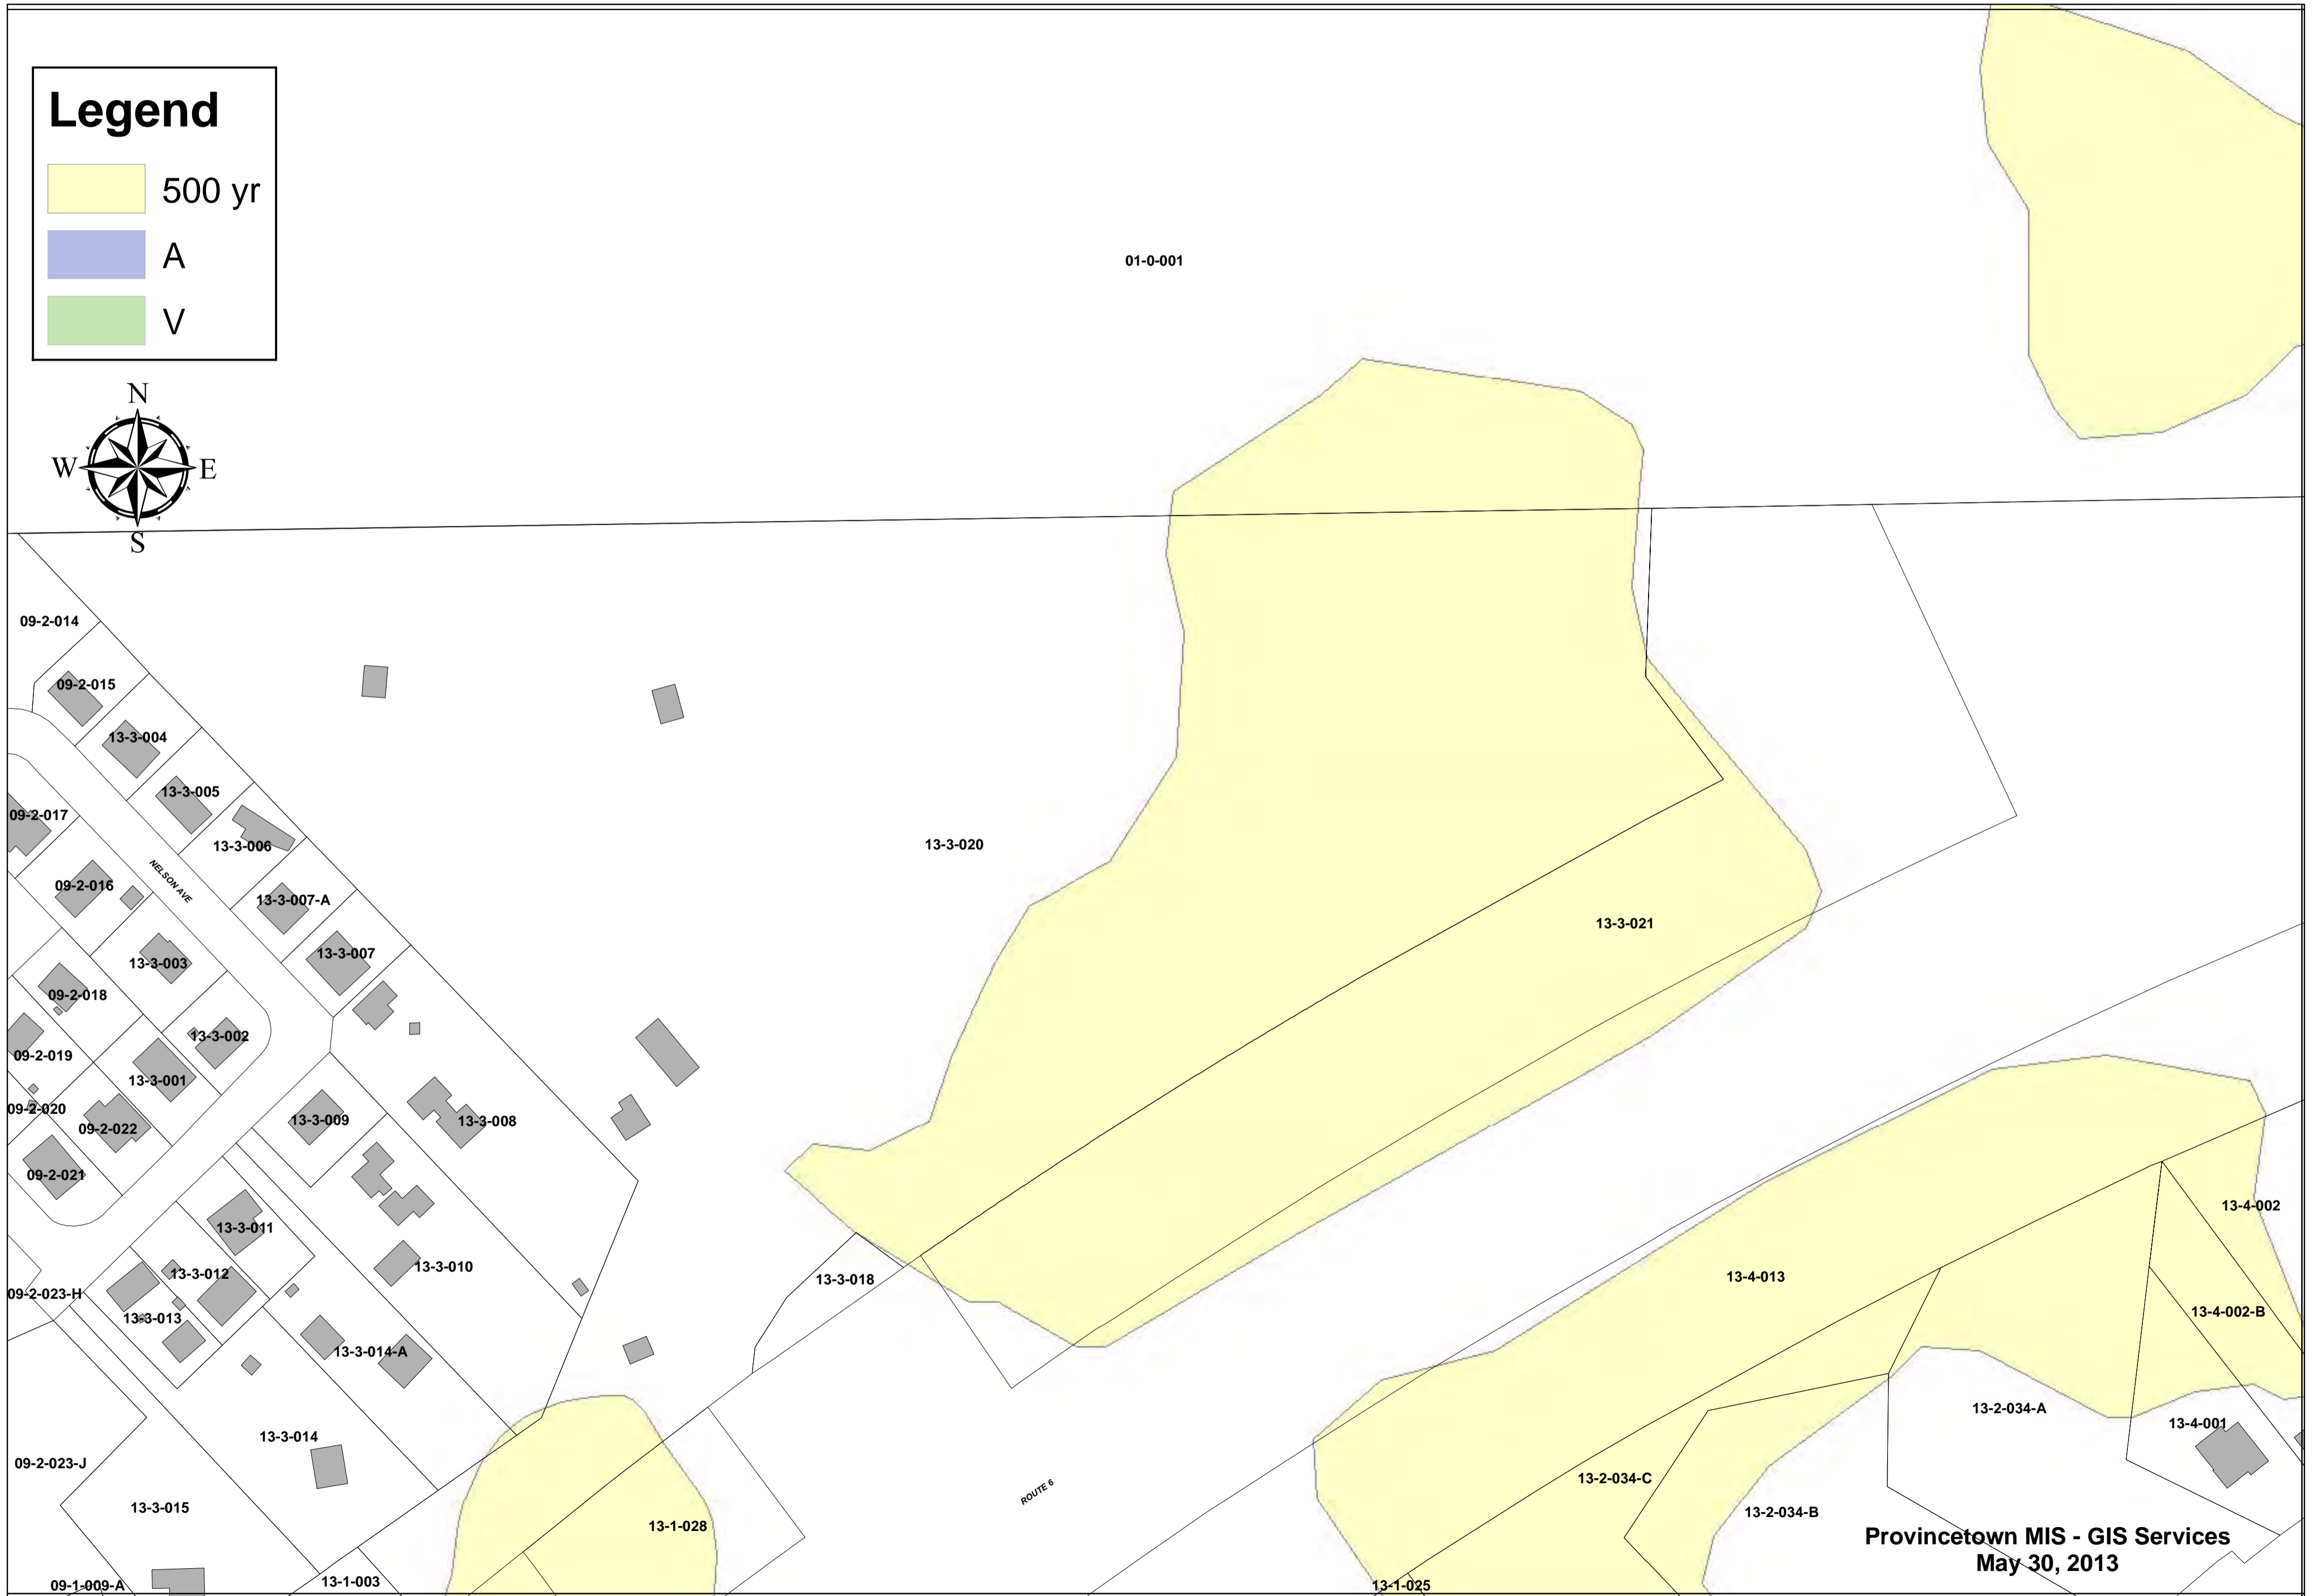 Legend
500 yr
A
V
N
W E
S
01-0-001
09-2-014
09-2-015
13-3-004
13-3-005
09-2-017
13-3-006
13-3-020
09-2-016
NELSON AVE
13-3-007-A
13-3-021
13-3-007
13-3-003
09-2-018
13-3-002
09-2-019
13-3-001
09-2-020
09-2-022
13-3-009
13-3-008
09-2-021
13-4-002
13-3-011
13-3-010
13-3-012
13-3-018
13-4-013
09-2-023-H
13-3-013
13-4-002-B
13-3-014-A
13-2-034-A
13-4-001
13-3-014
09-2-023-J
13-2-034-C
ROUTE 6
13-3-015
13-2-034-B
13-1-028
Provincetown MIS - GIS Services
May 30, 2013
09-1-009-A
13-1-003
13-1-025